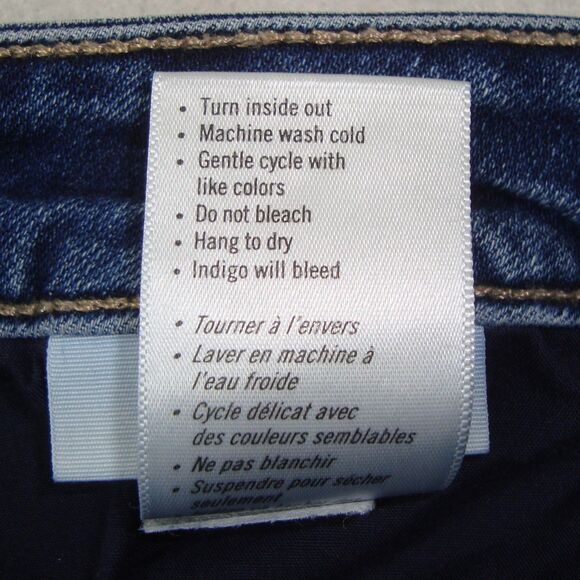 • Turn inside out
• Machine wash cold
• Gentle cycle with
like colors
• Do not bleach
• Hang to dry
• Indigo will bleed
• Tourner à l'envers
• Laver en machine à
l'eau froide
• Cycle délicat avec
des couleurs semblables
• Ne pas blanchir
• Suspendre pour sécher
seulement